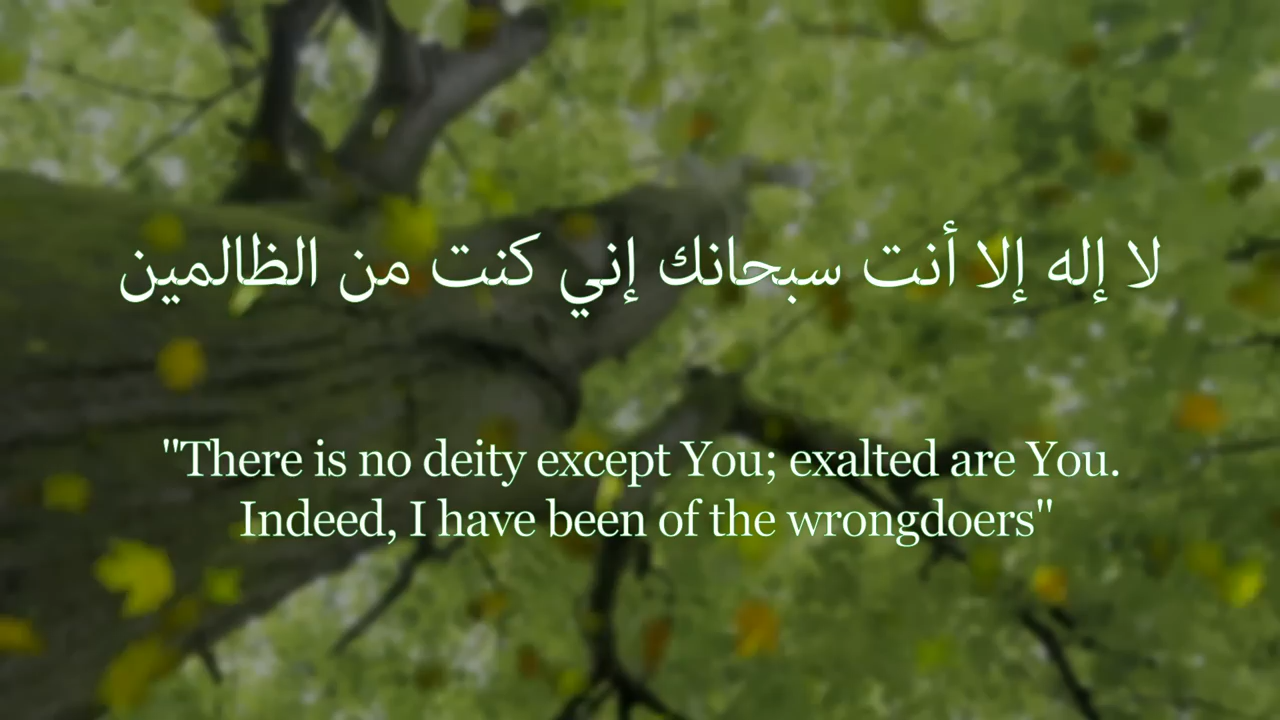 لا إله إلا أنت سبحانك إني كنت من الظالمين
"There is no deity except You; exalted are You.
Indeed, I have been of the wrongdoers"